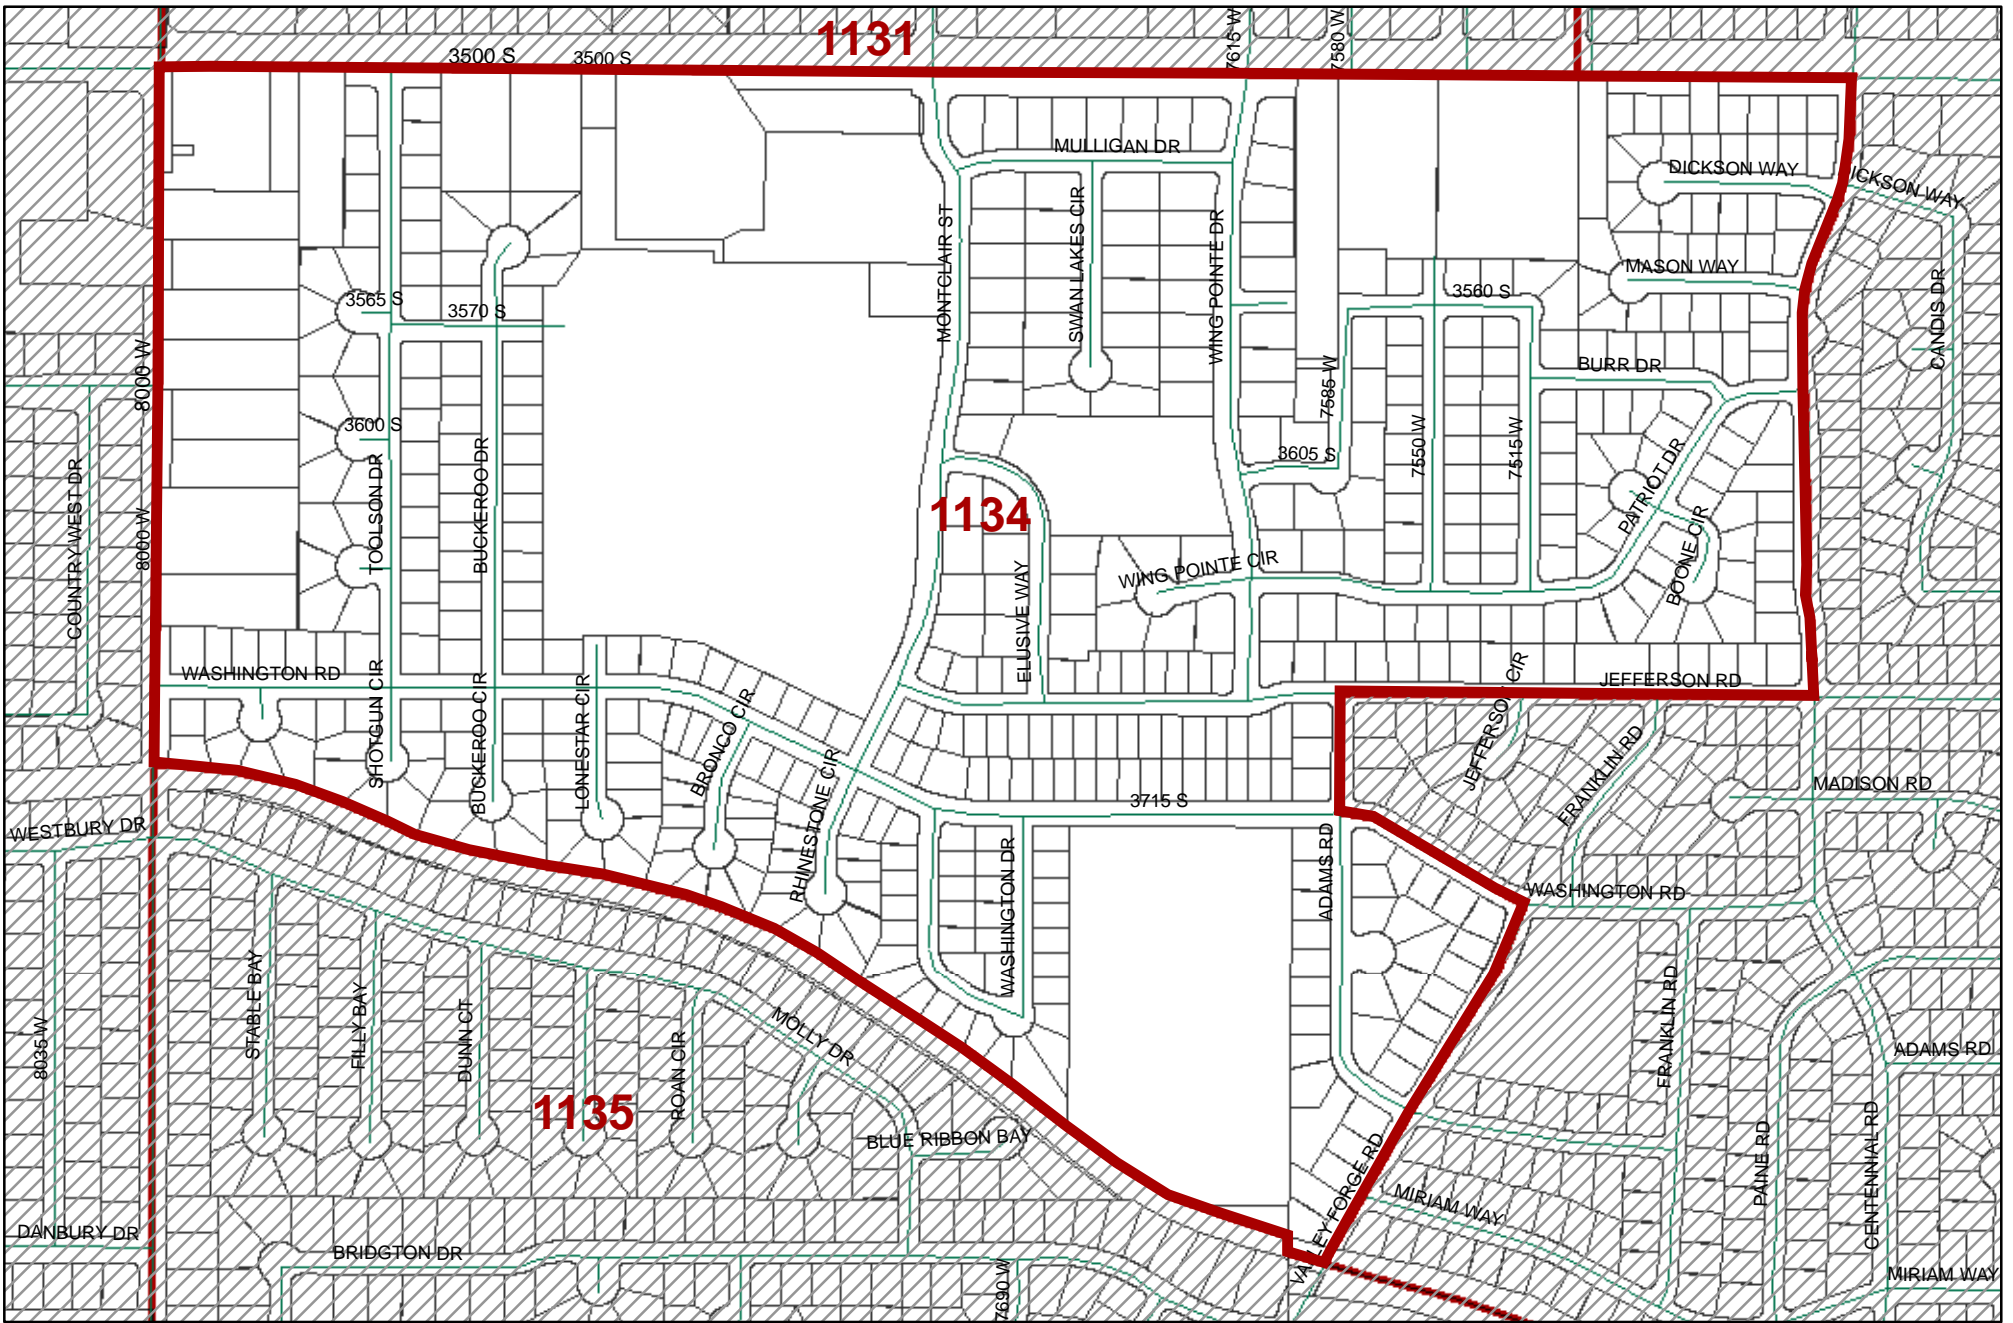 1131
3500 S
3500 S
7615 W
7580 W
MULLIGAN DR
DICKSON WAY
ICKSON WAY
MONTCLAIR ST
SWAN LAKES CIR
WING POINTE DR
MASON WAY
CANDIS DR
3565 S
3570 S
3560 S
8000 W
7585 W
BURR DR
3600 S
TOOLSON DR
BUCKEROO DR
3605 S
7550 W
7515 W
PATRIOT DR
COUNTRY WEST DR
8000 W
1134
BOONE CIR
WING POINTE CIR
ELUSIVE WAY
WASHINGTON RD
SHOTGUN CIR
BUCKEROO CIR
LONESTAR CIR
BRONCO CIR
RHINESTONE CIR
JEFFERSON CIR
JEFFERSON RD
FRANKLIN RD
MADISON RD
3715 S
WESTBURY DR
WASHINGTON DR
ADAMS RD
WASHINGTON RD
STABLE BAY
FILLY BAY
DUNN CT
ROAN CIR
MOLLY DR
8035 W
1135
BLUE RIBBON BAY
FRANKLIN RD
ADAMS RD
PAINE RD
CENTENNIAL RD
VALLEY FORGE RD
MIRIAM WAY
DANBURY DR
BRIDGTON DR
7690 W
MIRIAM WAY